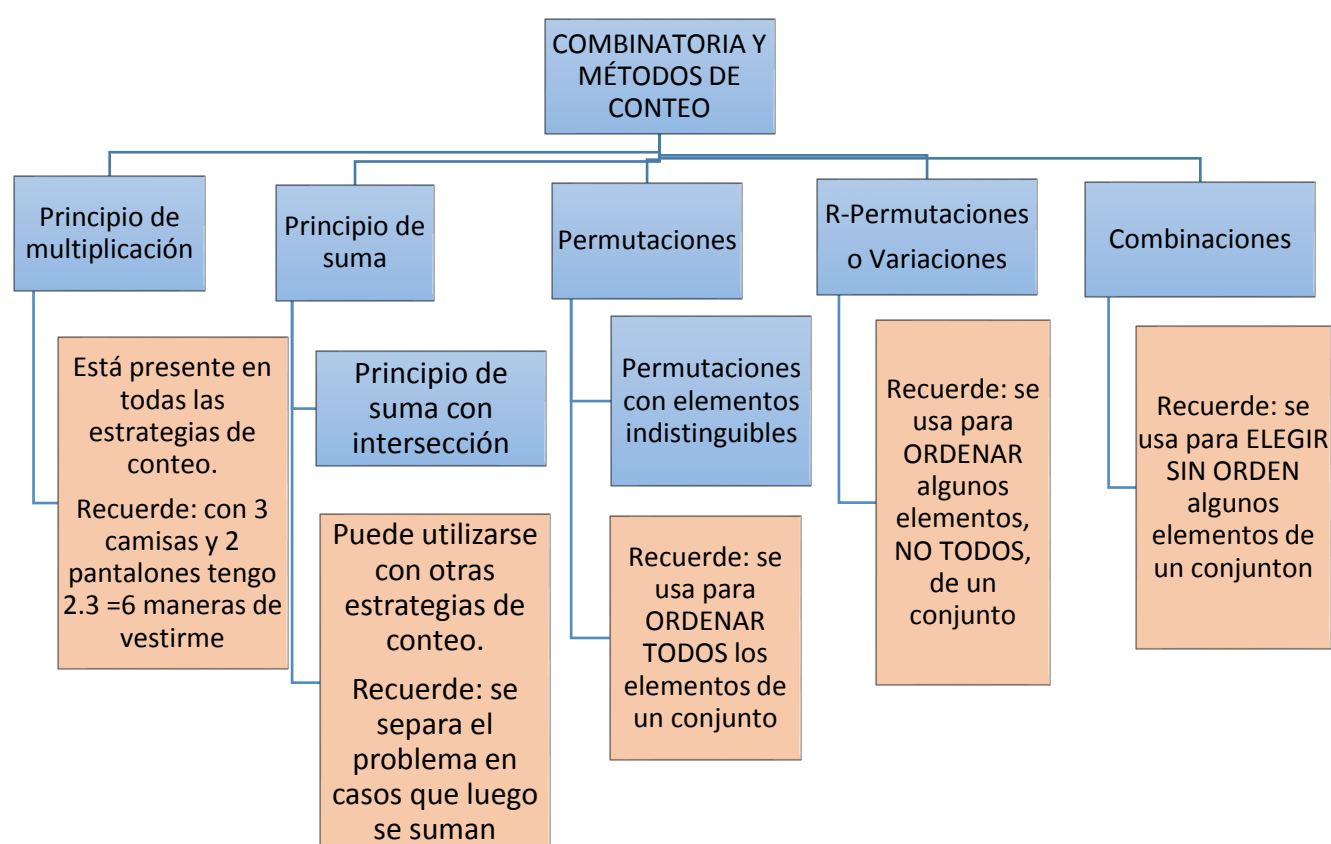 COMBINATORIA Y
MÉTODOS DE
CONTEO
Principio de
multiplicación
Está presente en
todas las
estrategias de
conteo.
Recuerde: con 3
camisas y 2
pantalones tengo
2.3 =6 maneras de
vestirme
Principio de
suma
Principio de
suma con
intersección
Puede utilizarse
con otras
estrategias de
conteo.
Recuerde: se
separa el
problema en
casos que luego
se suman
Permutaciones
Permutaciones
con elementos
indistinguibles
Recuerde: se
usa para
ORDENAR
TODOS los
elementos de
un conjunto
R-Permutaciones
o Variaciones
Recuerde: se
usa para
ORDENAR
algunos
elementos,
NO TODOS,
de un
conjunto
Combinaciones
Recuerde: se
usa para ELEGIR
SIN ORDEN
algunos
elementos de
un conjunton